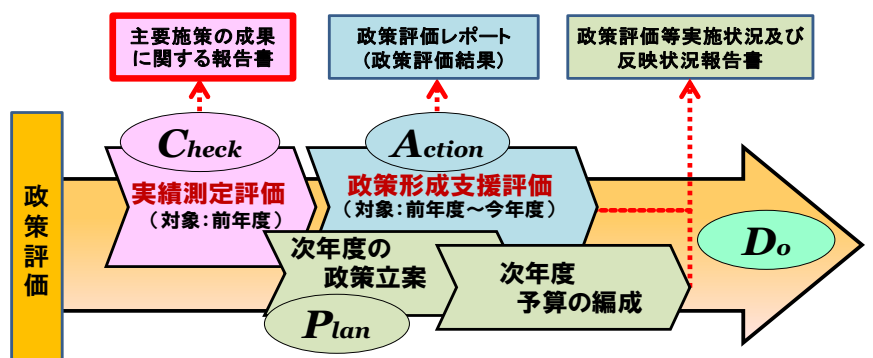 主要施策の成果
に関する報告書
政策評価レポート
(政策評価結果)
政策評価等実施状況及び
反映状況報告書
政策評価
Check
実績測定評価
(対象:前年度)
Action
政策形成支援評価
(対象:前年度～今年度)
次年度の
政策立案
Plan
次年度
予算の編成
Do